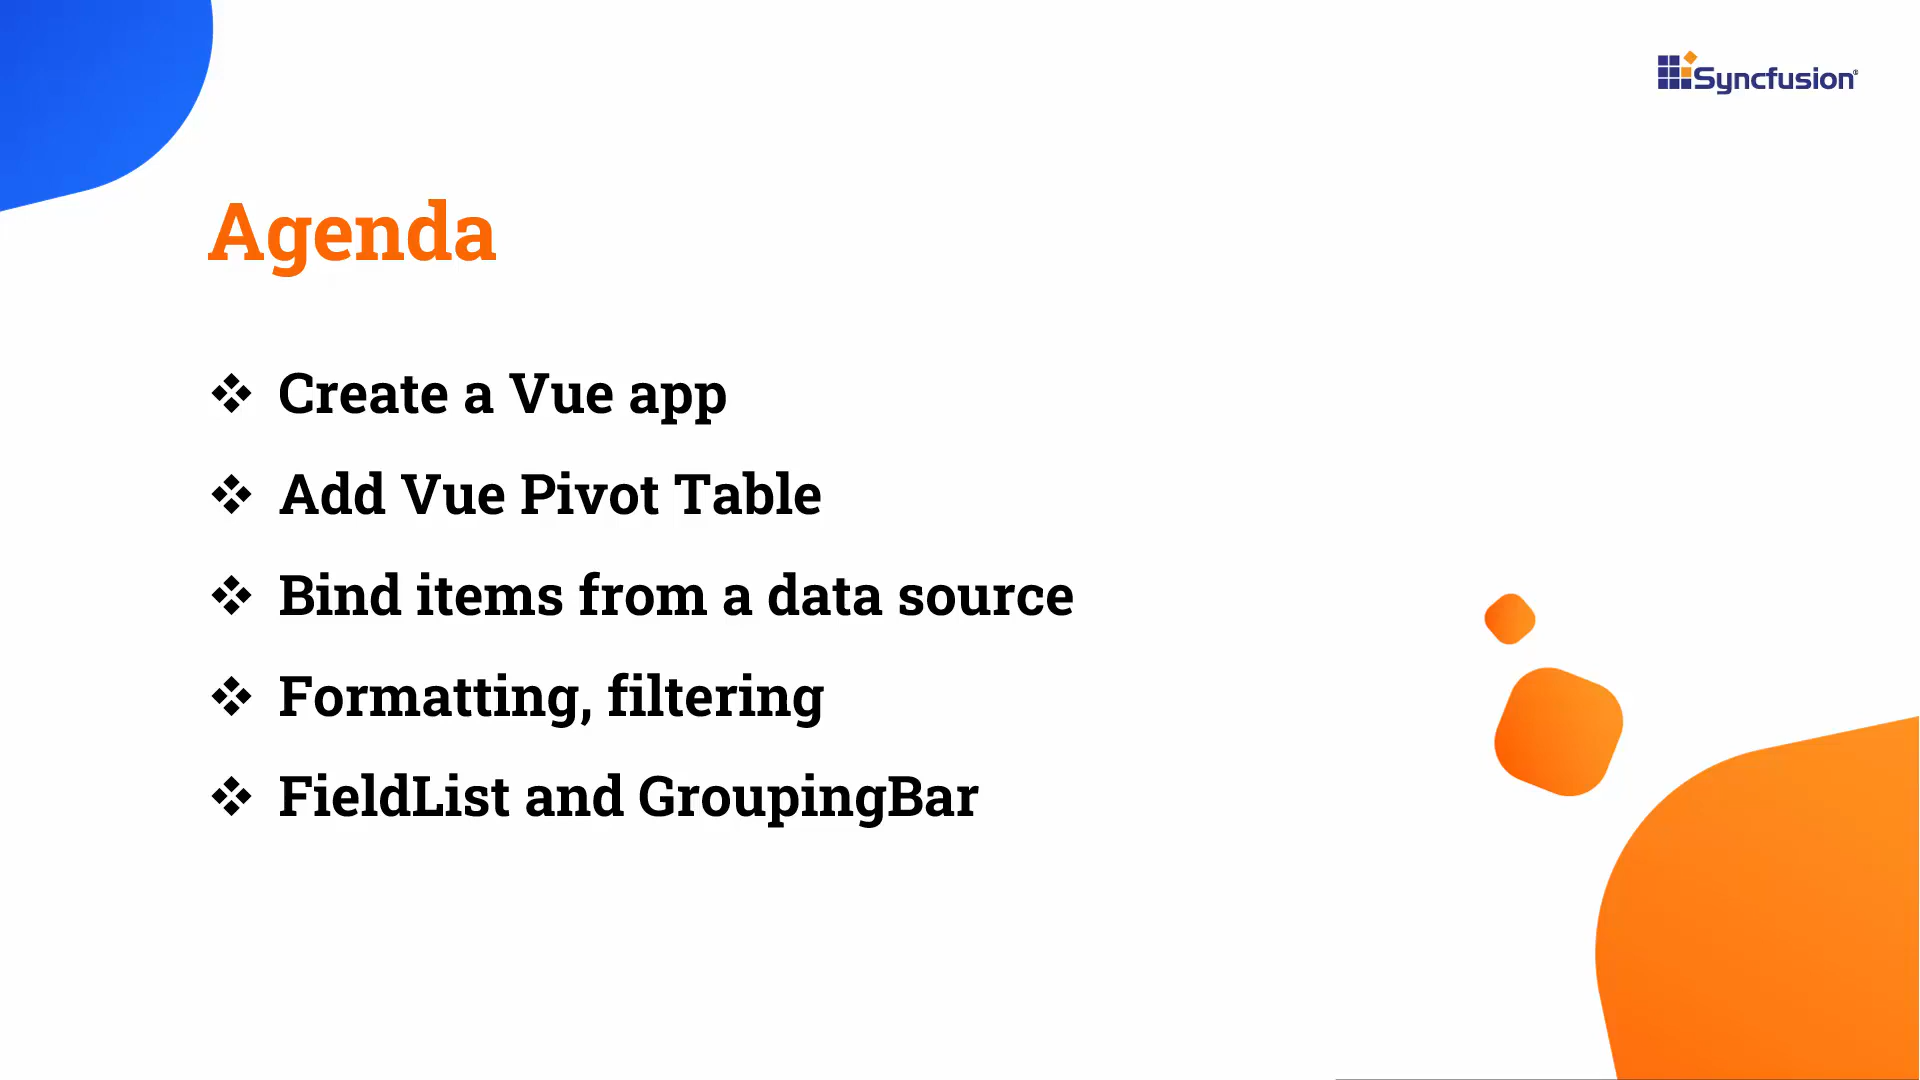 Syncfusion®
Agenda
❖ Create a Vue app
❖ Add Vue Pivot Table
❖ Bind items from a data source
❖ Formatting, filtering
❖ FieldList and GroupingBar